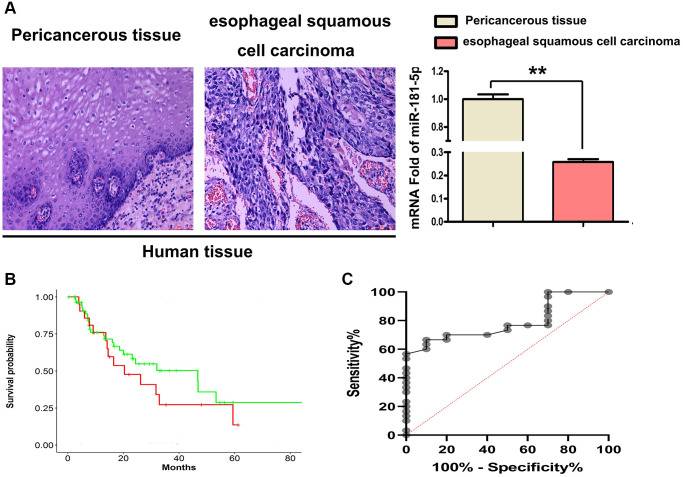 A
Pericancerous tissue
esophageal squamous
cell carcinoma
Human tissue
Pericancerous tissue
esophageal squamous cell carcinoma
mRNA Fold of miR-181-5p
**
1.2
1.0
0.8
0.3
0.2
0.1
0.0
B
Survival probability
1.00
0.75
0.50
0.25
0.00
0 20 40 60 80
Months
C
Sensitivity%
100
80
60
40
20
0
0 20 40 60 80 100
100% - Specificity%